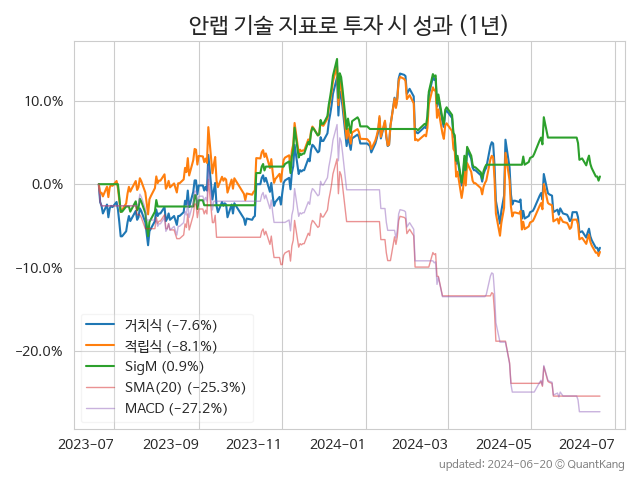 안랩 기술 지표로 투자 시 성과 (1년)
10.0%
0.0%
−10.0%
−20.0%
거치식 (−7.6%)
적립식 (−8.1%)
SigM (0.9%)
SMA(20) (−25.3%)
MACD (−27.2%)
2023-07 2023-09 2023-11 2024-01 2024-03 2024-05 2024-07
updated: 2024-06-20 © QuantKang